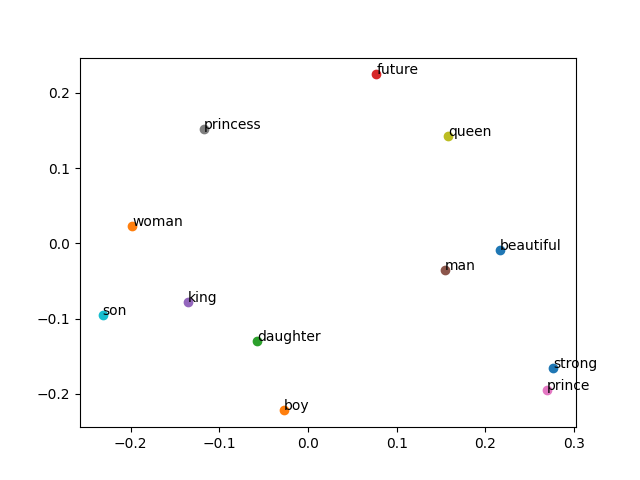 future
0.2
princess
queen
0.1
woman
0.0
beautiful
man
king
son
−0.1
daughter
strong
prince
−0.2
boy
−0.2 −0.1 0.0 0.1 0.2 0.3